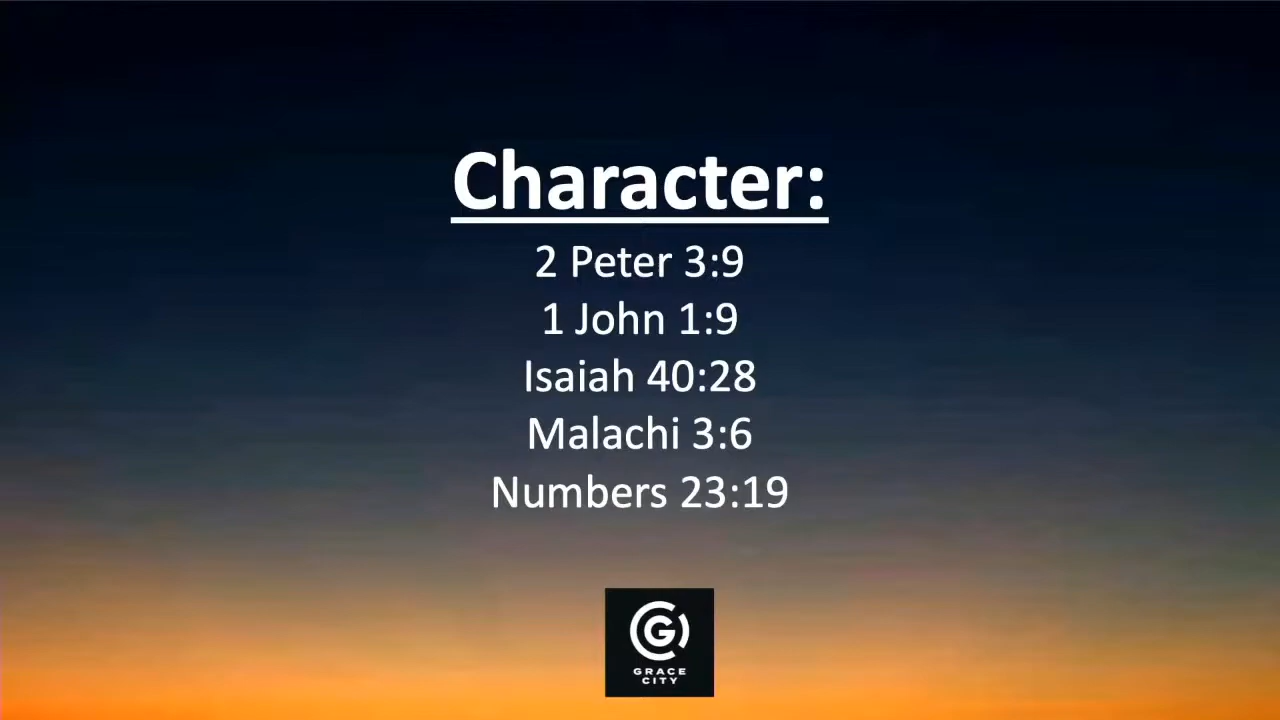 Character:
2 Peter 3:9
1 John 1:9
Isaiah 40:28
Malachi 3:6
Numbers 23:19
G
GRACE
CITY